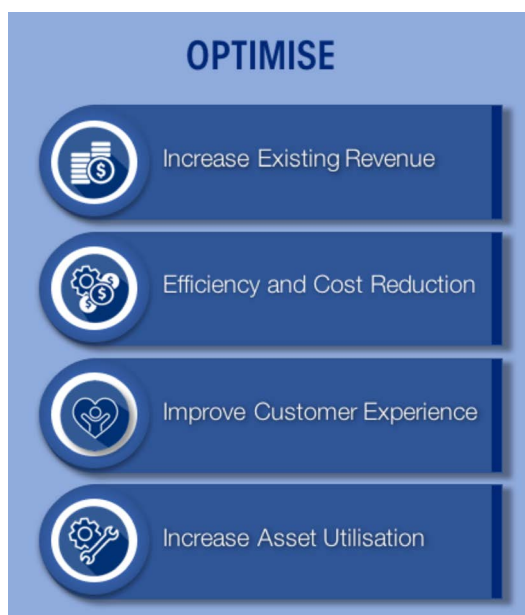 OPTIMISE
Increase Existing Revenue
Efficiency and Cost Reduction
Improve Customer Experience
Increase Asset Utilisation